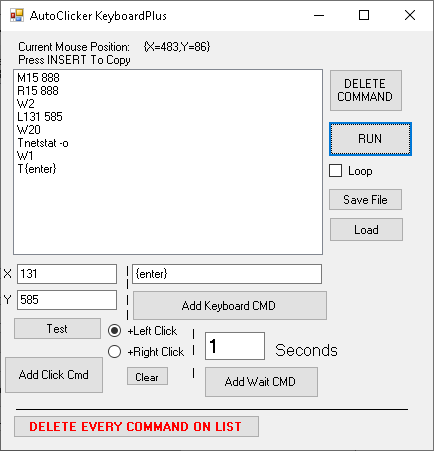 AutoClicker KeyboardPlus
Current Mouse Position: {X=483,Y=86}
Press INSERT To Copy
M15 888
R15 888
W2
L131 585
W20
Tnetstat -o
W1
T{enter}
DELETE COMMAND
RUN
Loop
Save File
Load
X 131
{enter}
Y 585
Add Keyboard CMD
Test
+Left Click
+Right Click
1 Seconds
Add Click Cmd
Clear
Add Wait CMD
DELETE EVERY COMMAND ON LIST